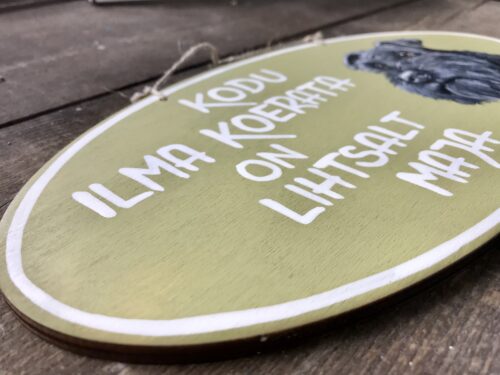 KODU
ILMA KOERATA
ON
LIHTSALT
MAJA